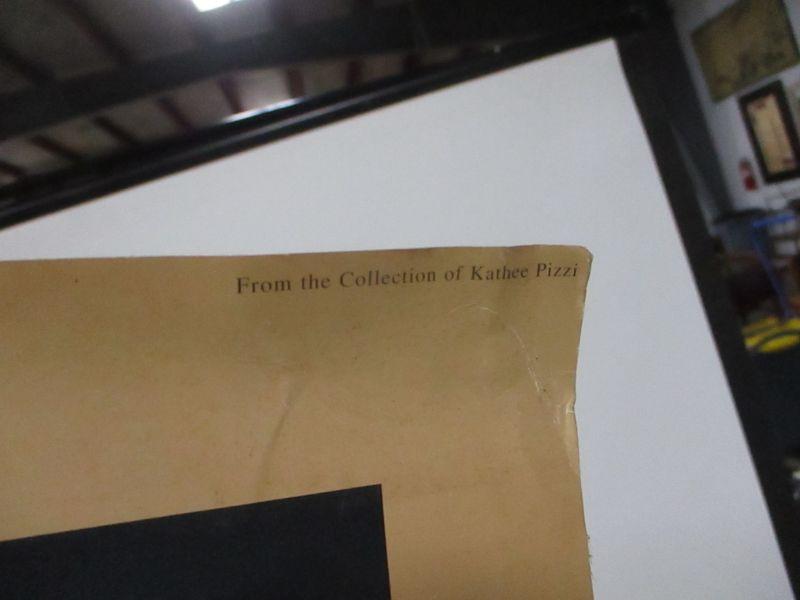 From the Collection of Kathee Pizzi